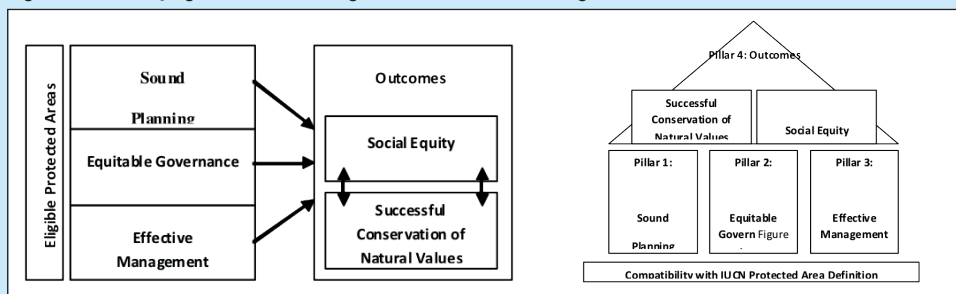 Eligible Protected Areas
Sound
Planning
Equitable Governance
Effective
Management
Outcomes
Social Equity
Successful
Conservation of
Natural Values
Pillar 4: Outcomes
Successful
Conservation of
Natural Values
Social Equity
Pillar 1:
Sound
Planning
Pillar 2:
Equitable
Govern Figure
Pillar 3:
Effective
Management
Compatibility with IUCN Protected Area Definition